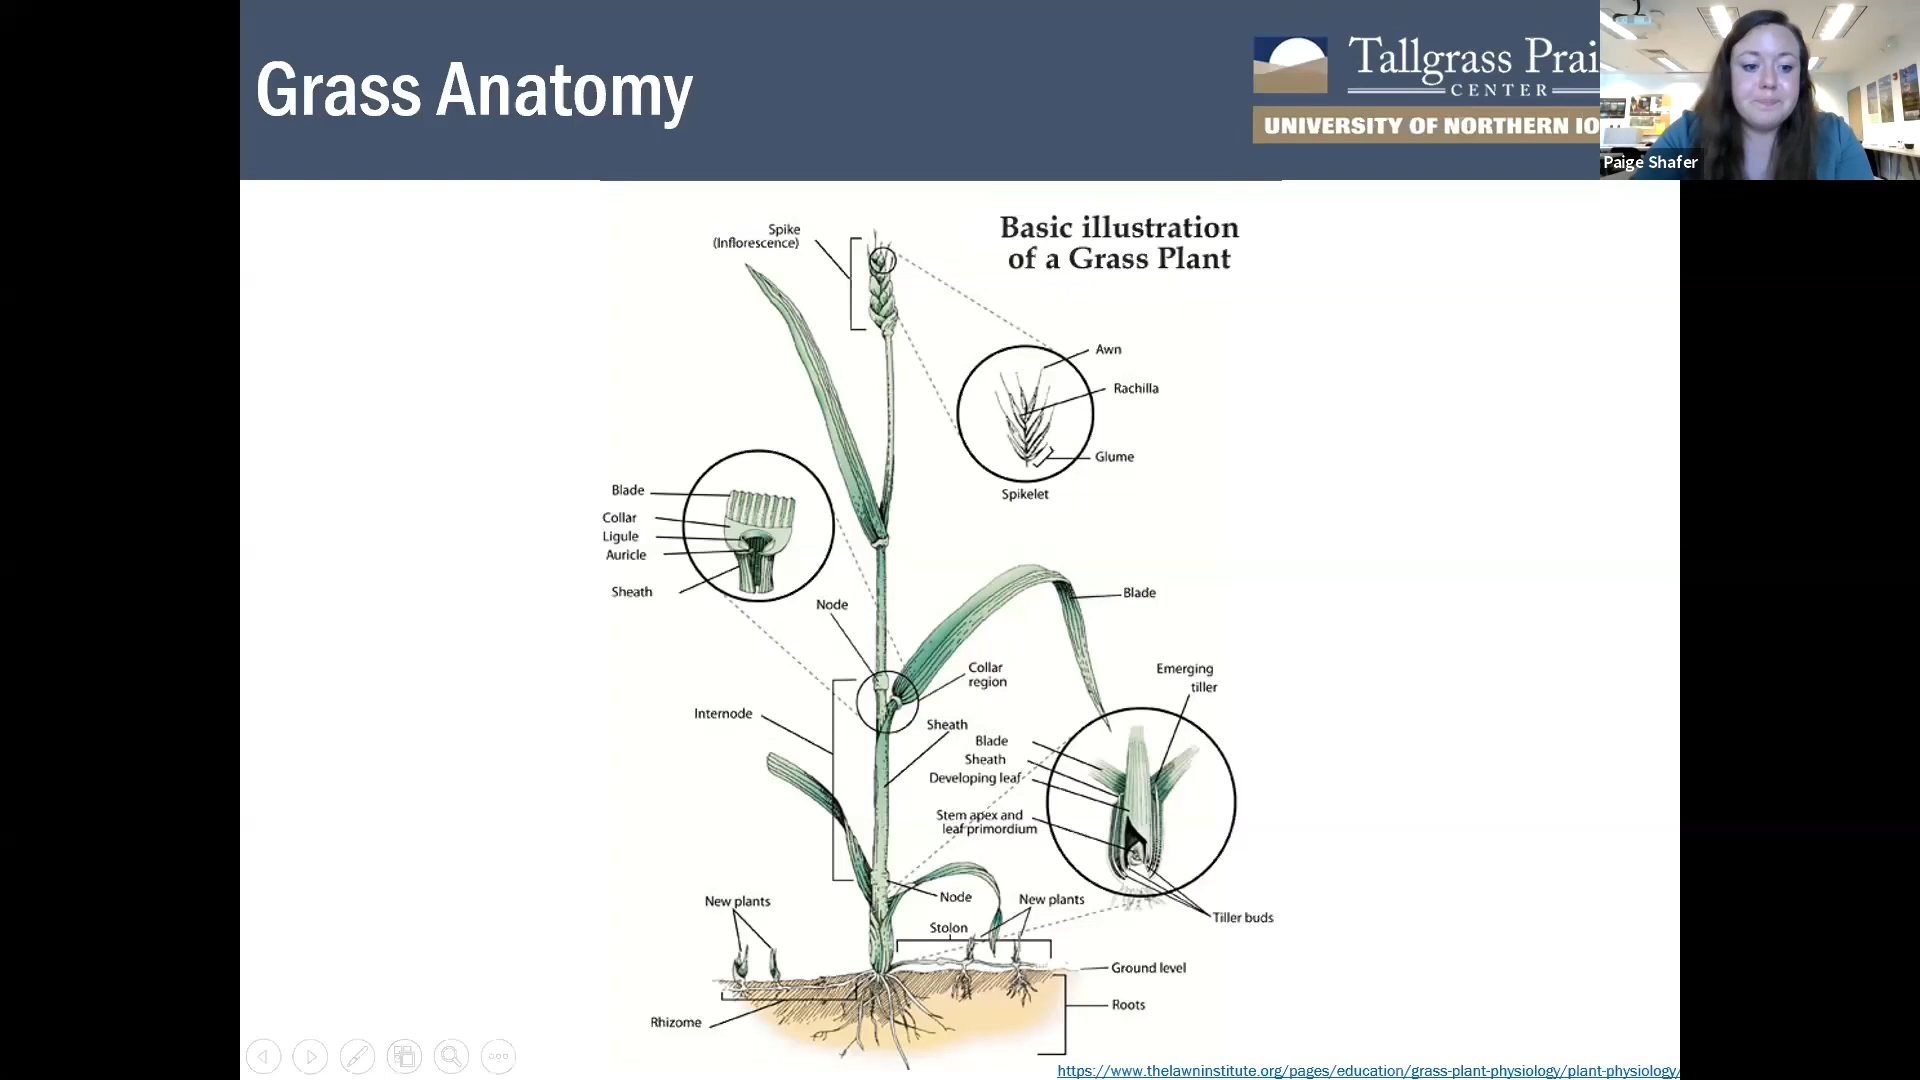 Grass Anatomy
Tallgrass Prai
CENTER
UNIVERSITY OF NORTHERN IO
Paige Shafer
Basic illustration
of a Grass Plant
Spike
(Inflorescence)
Awn
Rachilla
Glume
Spikelet
Blade
Collar
Ligule
Auricle
Sheath
Node
Blade
Collar
region
Emerging
tiller
Internode
Sheath
Blade
Sheath
Developing leaf
Stem apex and
leaf primordium
Node
New plants
New plants
Tiller buds
Stolon
Ground level
Roots
Rhizome
https://www.thelawninstitute.org/pages/education/grass-plant-physiology/plant-physiology/